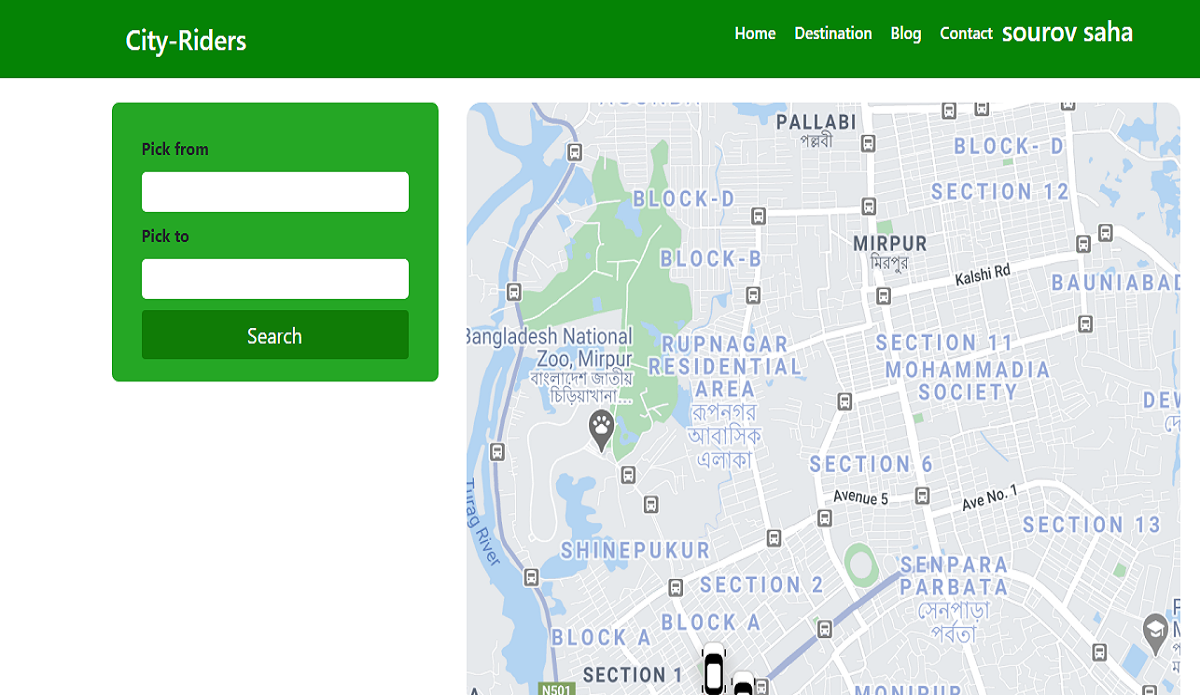 City-Riders
Home Destination Blog Contact sourov saha
Pick from
Pick to
Search
PALLABI
পল্লবী
BLOCK- D
SECTION 12
BLOCK-D
MIRPUR
মিরপুর
BLOCK-B
Kalshi Rd
BAUNIABAD
Bangladesh National
Zoo, Mirpur
বাংলাদেশ জাতীয়
চিড়িয়াখানা...
RUPNAGAR
RESIDENTIAL
AREA
রূপনগর
আবাসিক
এলাকা
SECTION 11
MOHAMMADIA
SOCIETY
SECTION 6
Avenue 5
Ave No. 1
SECTION 13
Turag River
SHINEPUKUR
SECTION 2
SENPARA
PARBATA
সেনপাড়া
পর্বতা
BLOCK A
BLOCK A
SECTION 1
N501
MONIPUR